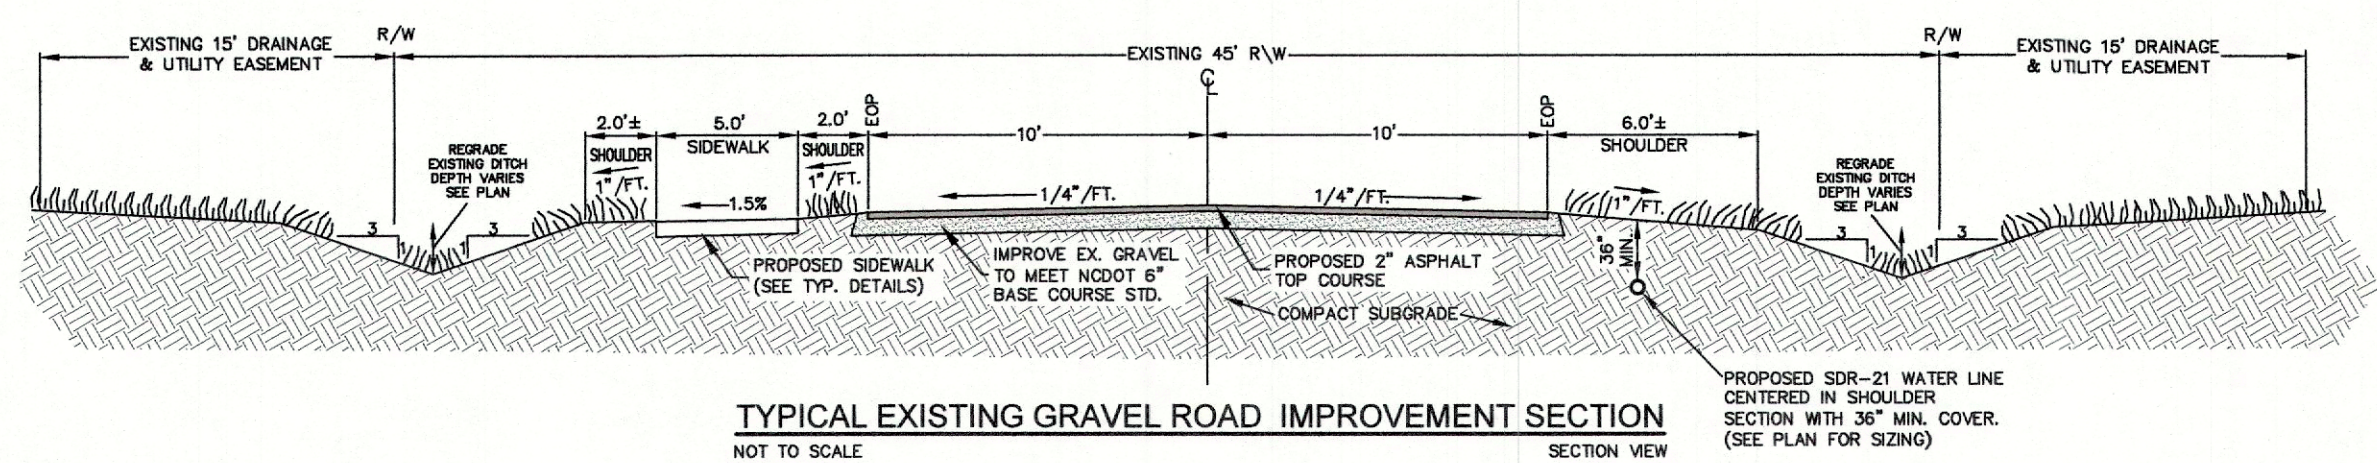 EXISTING 15' DRAINAGE
& UTILITY EASEMENT
R/W
EXISTING 45' R\W
R/W
EXISTING 15' DRAINAGE
& UTILITY EASEMENT
℄
2.0'±
SHOULDER
1"/FT.
5.0'
SIDEWALK
1.5%
2.0'
SHOULDER
1"/FT.
EOP
10'
10'
EOP
6.0'±
SHOULDER
1"/FT.
REGRADE
EXISTING DITCH
DEPTH VARIES
SEE PLAN
REGRADE
EXISTING DITCH
DEPTH VARIES
SEE PLAN
1/4"/FT.
1/4"/FT.
3
1
1
3
3
1
1
3
36"
MIN.
PROPOSED SIDEWALK
(SEE TYP. DETAILS)
IMPROVE EX. GRAVEL
TO MEET NCDOT 6"
BASE COURSE STD.
PROPOSED 2" ASPHALT
TOP COURSE
COMPACT SUBGRADE
PROPOSED SDR-21 WATER LINE
CENTERED IN SHOULDER
SECTION WITH 36" MIN. COVER.
(SEE PLAN FOR SIZING)
TYPICAL EXISTING GRAVEL ROAD IMPROVEMENT SECTION
NOT TO SCALE
SECTION VIEW